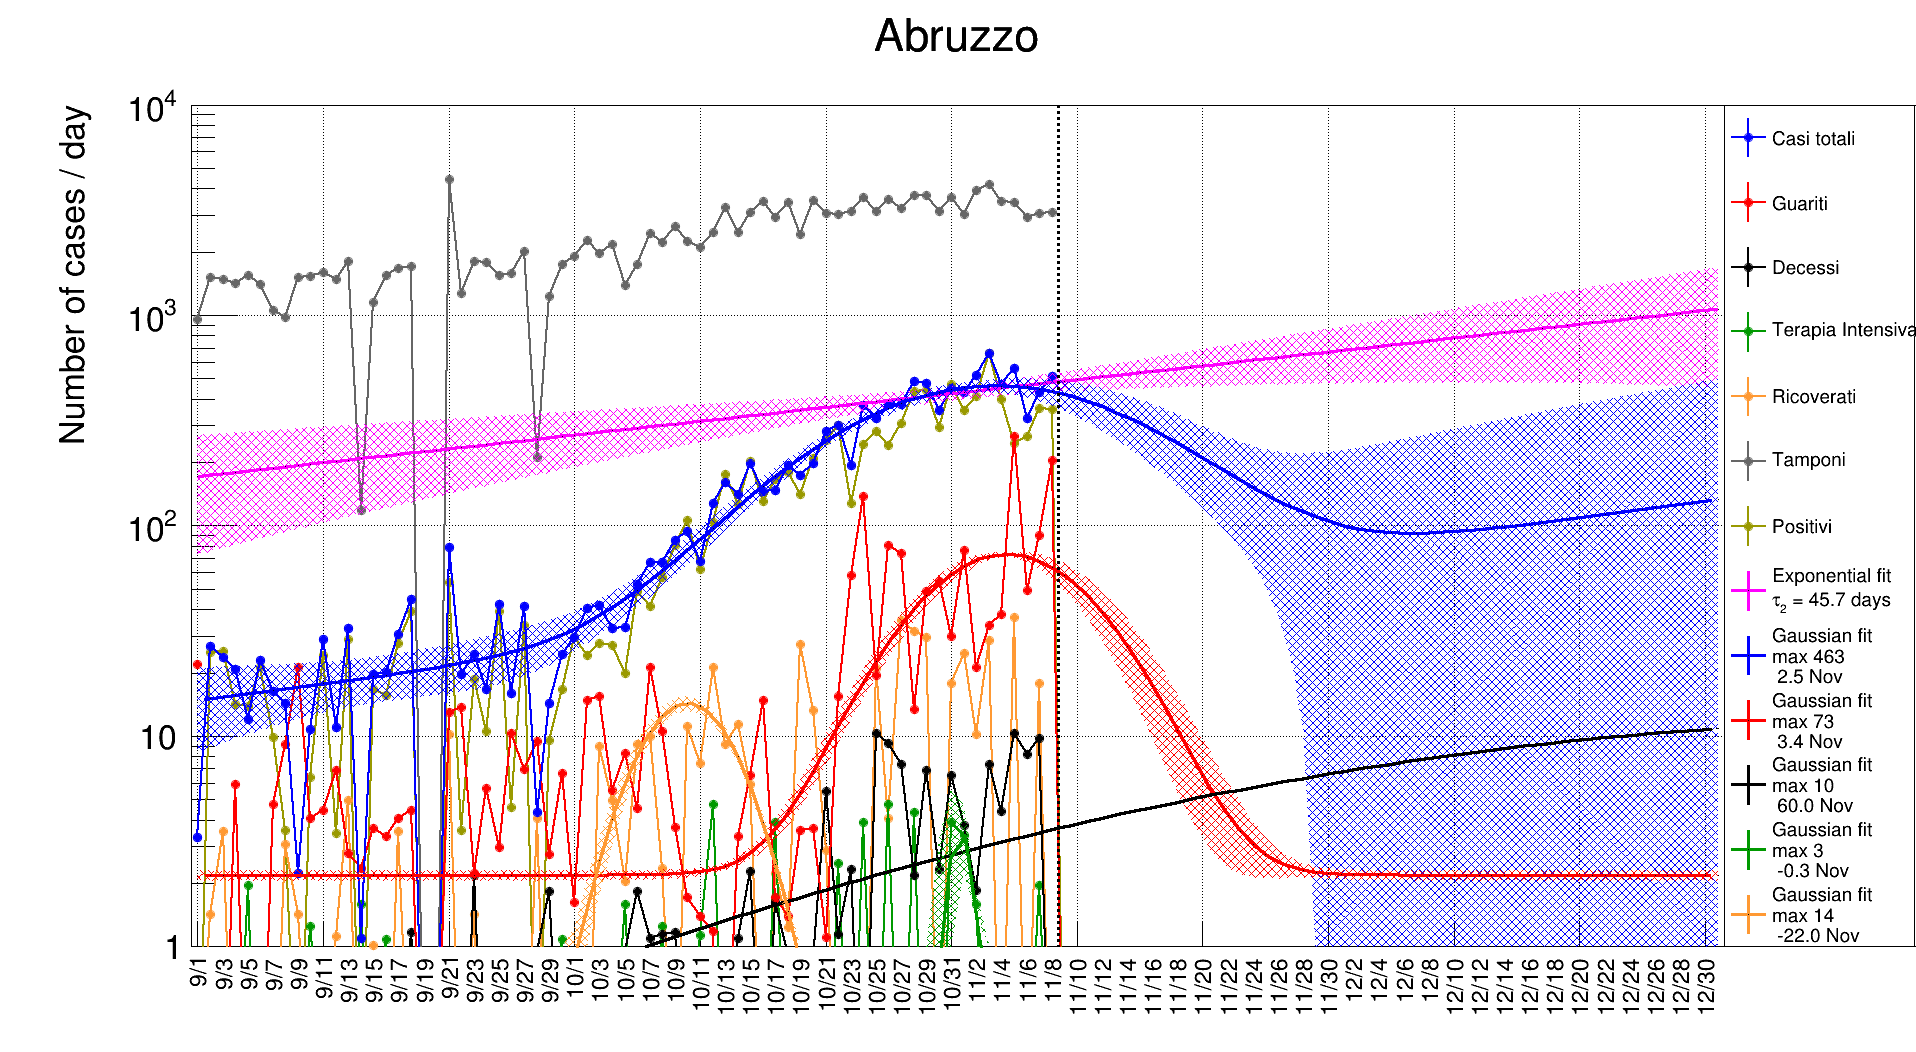 Abruzzo
Number of cases / day
10^4
10^3
10^2
10
1
9/1
9/3
9/5
9/7
9/9
9/11
9/13
9/15
9/17
9/19
9/21
9/23
9/25
9/27
9/29
10/1
10/3
10/5
10/7
10/9
10/11
10/13
10/15
10/17
10/19
10/21
10/23
10/25
10/27
10/29
10/31
11/2
11/4
11/6
11/8
11/10
11/12
11/14
11/16
11/18
11/20
11/22
11/24
11/26
11/28
11/30
12/2
12/4
12/6
12/8
12/10
12/12
12/14
12/16
12/18
12/20
12/22
12/24
12/26
12/28
12/30
Casi totali
Guariti
Decessi
Terapia Intensiva
Ricoverati
Tamponi
Positivi
Exponential fit
τ2 = 45.7 days
Gaussian fit
max 463
2.5 Nov
Gaussian fit
max 73
3.4 Nov
Gaussian fit
max 10
60.0 Nov
Gaussian fit
max 3
-0.3 Nov
Gaussian fit
max 14
-22.0 Nov